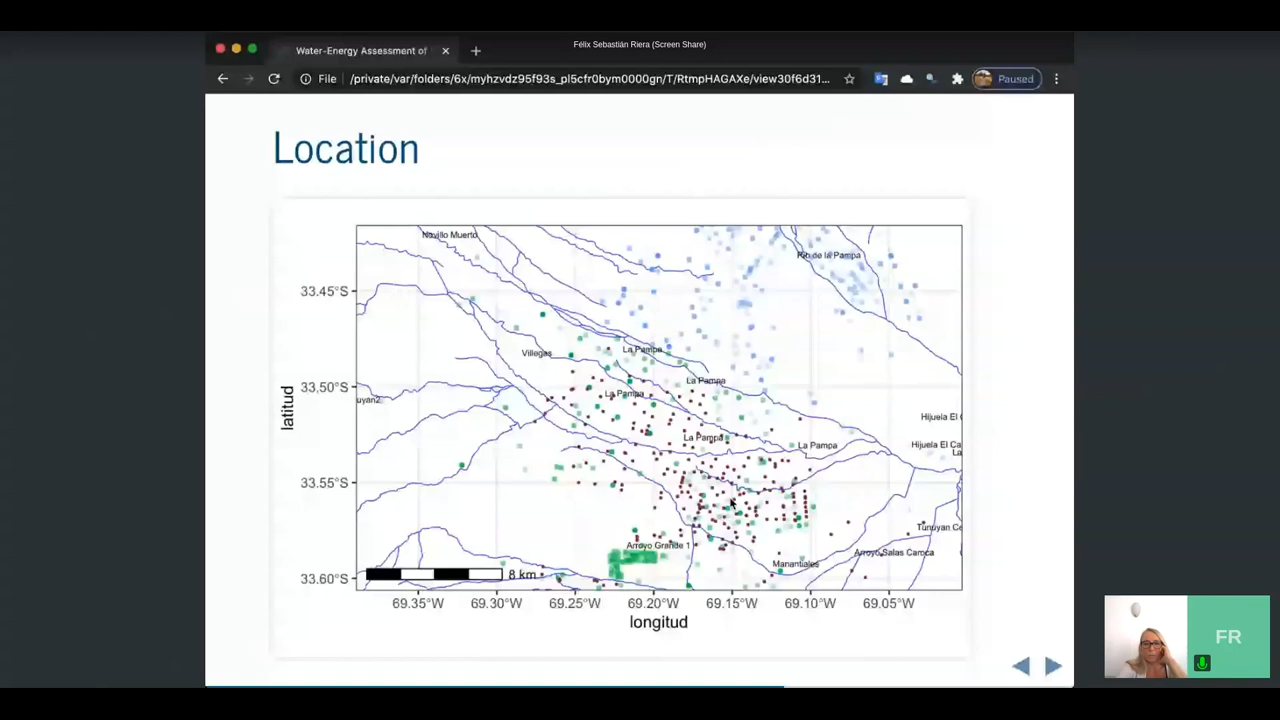 Félix Sebastián Riera (Screen Share)
Water-Energy Assessment of
File
/private/var/folders/6x/myhzvdz95f93s_pl5cfr0bym0000gn/T/RtmpHAGAXe/view30f6d31...
Paused
Location
Novillo Muerto
Rio de la Pampa
33.45°S
Villegas
La Pampa
La Pampa
33.50°S
La Pampa
uyan2
Hijuela El
La Pampa
La Pampa
Hijuela El Ca
La
latitud
33.55°S
Tunuyan Ce
Arroyo Grande 1
Arroyo Salas Caroca
Manantiales
33.60°S
8 km
69.35°W
69.30°W
69.25°W
69.20°W
69.15°W
69.10°W
69.05°W
longitud
FR